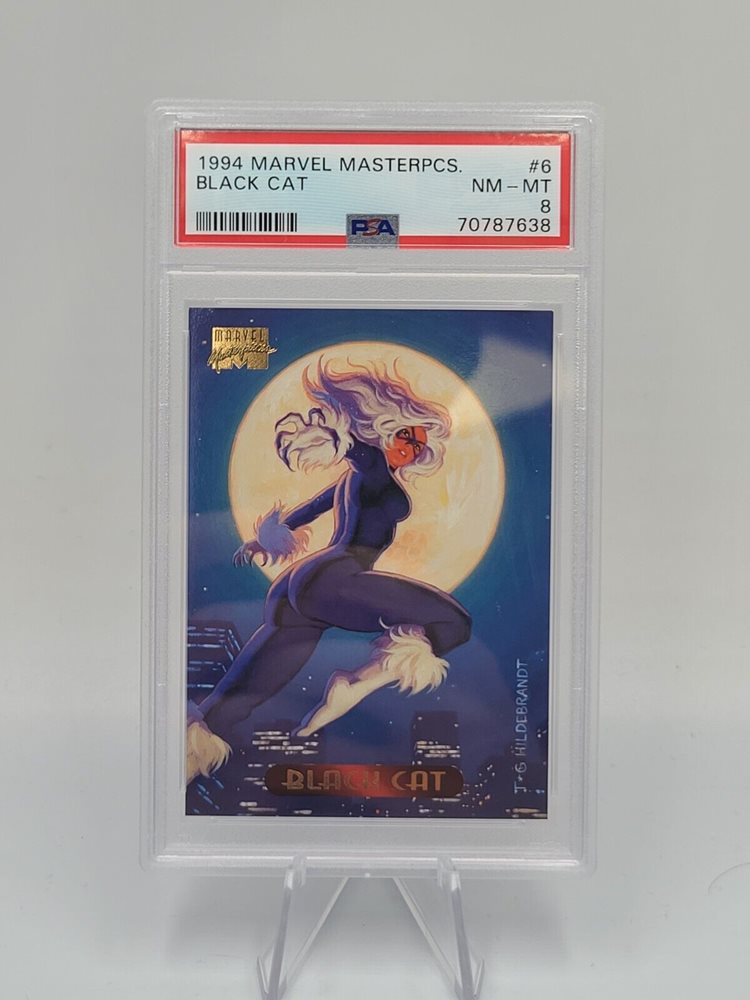 1994 MARVEL MASTERPCS. #6
BLACK CAT NM - MT
8
PSA 70787638
MARVEL
Masterpieces
BLACK CAT
T·G HILDEBRANDT